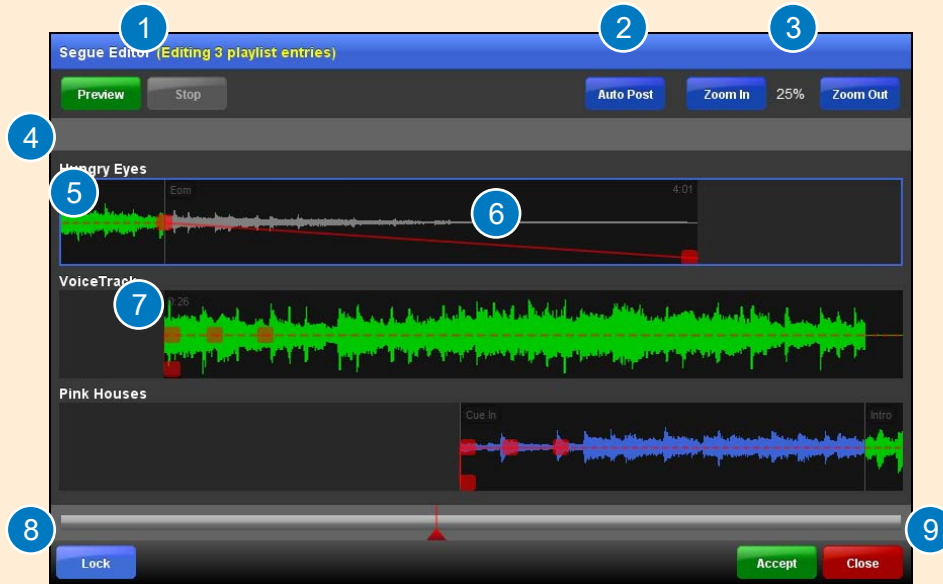 1
2
3
Segue Editor (Editing 3 playlist entries)
Preview
Stop
Auto Post
Zoom In
25%
Zoom Out
4
Hungry Eyes
5
Eom
4:01
6
VoiceTrack
7
0:26
Pink Houses
Cue In
Intro
8
9
Lock
Accept
Close